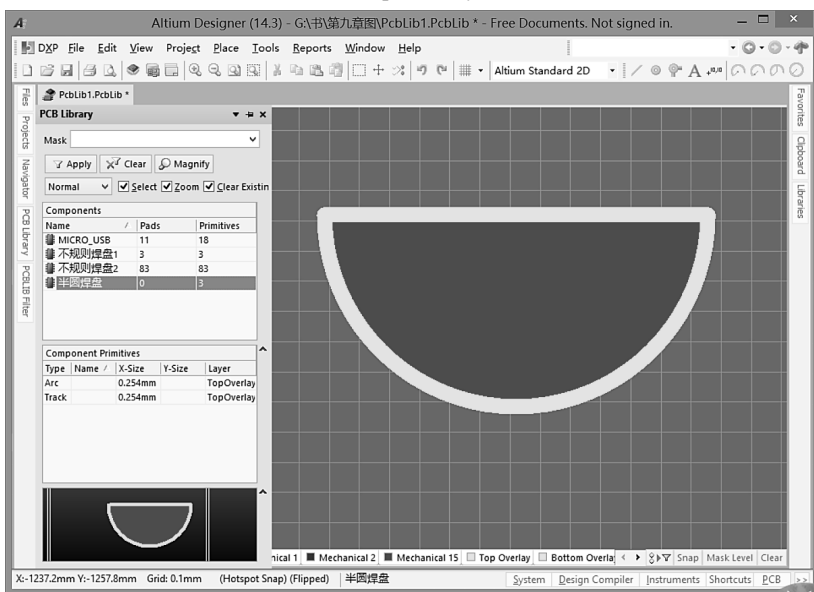 Altium Designer (14.3) - G:\书\第九章图\PcbLib1.PcbLib * - Free Documents. Not signed in.
DXP File Edit View Project Place Tools Reports Window Help
Altium Standard 2D
Files
Projects
Navigator
PCB Library
PCBLIB Filter
PcbLib1.PcbLib *
PCB Library
Mask
Apply Clear Magnify
Normal Select Zoom Clear Existin
Components
Name / Pads Primitives
MICRO_USB 11 18
不规则焊盘1 3 3
不规则焊盘2 83 83
半圆焊盘 0 3
Component Primitives
Type Name / X-Size Y-Size Layer
Arc 0.254mm TopOverlay
Track 0.254mm TopOverlay
Favorites
Clipboard
Libraries
nical 1 Mechanical 2 Mechanical 15 Top Overlay Bottom Overlay Snap Mask Level Clear
X:-1237.2mm Y:-1257.8mm Grid: 0.1mm (Hotspot Snap) (Flipped) 半圆焊盘 System Design Compiler Instruments Shortcuts PCB >>